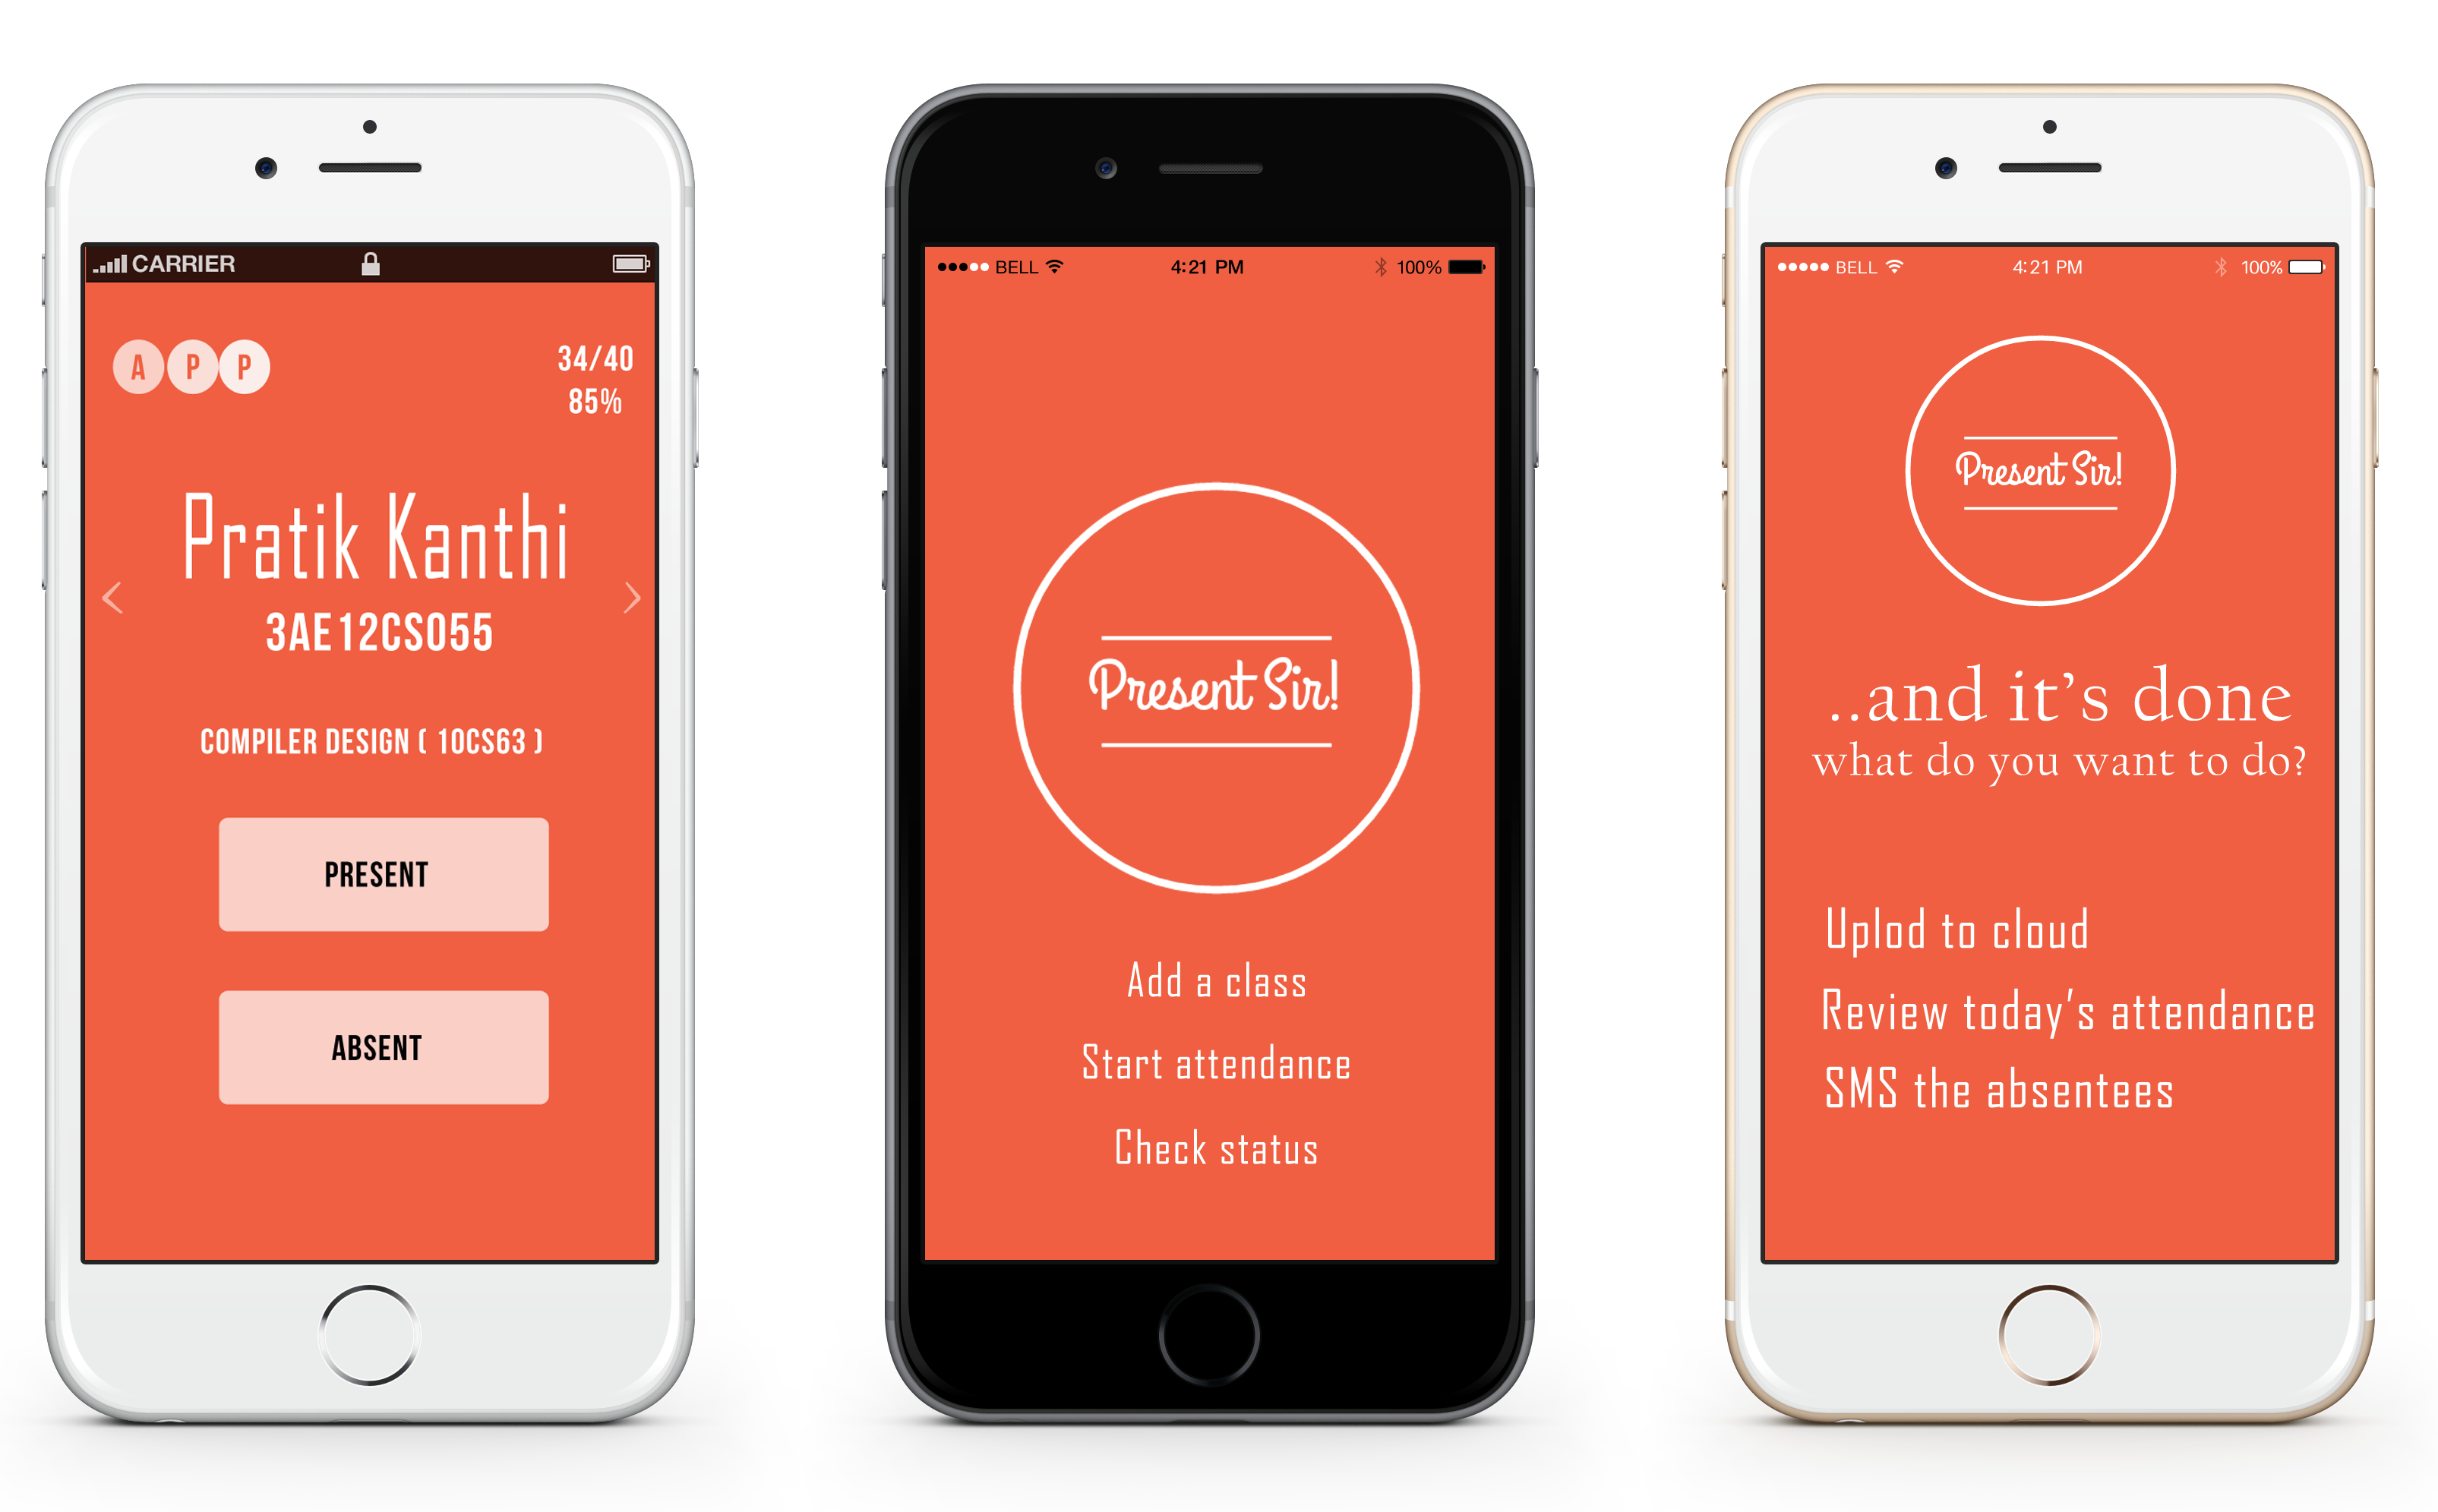 CARRIER
A P P
34/40
85%
Pratik Kanthi
3AE12CS055
COMPILER DESIGN ( 10CS63 )
PRESENT
ABSENT
BELL 4:21 PM 100%
Present Sir!
Add a class
Start attendance
Check status
BELL 4:21 PM 100%
Present Sir!
..and it's done
what do you want to do?
Uplod to cloud
Review today's attendance
SMS the absentees